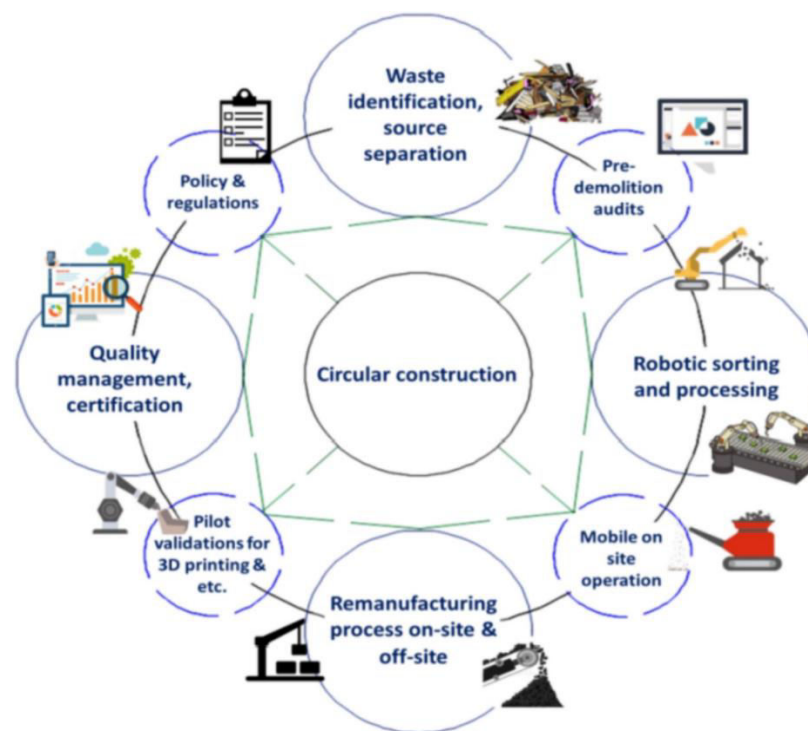 Waste
identification,
source
separation
Policy &
regulations
Pre-
demolition
audits
Quality
management,
certification
Circular construction
Robotic sorting
and processing
Pilot
validations for
3D printing &
etc.
Mobile on
site
operation
Remanufacturing
process on-site &
off-site